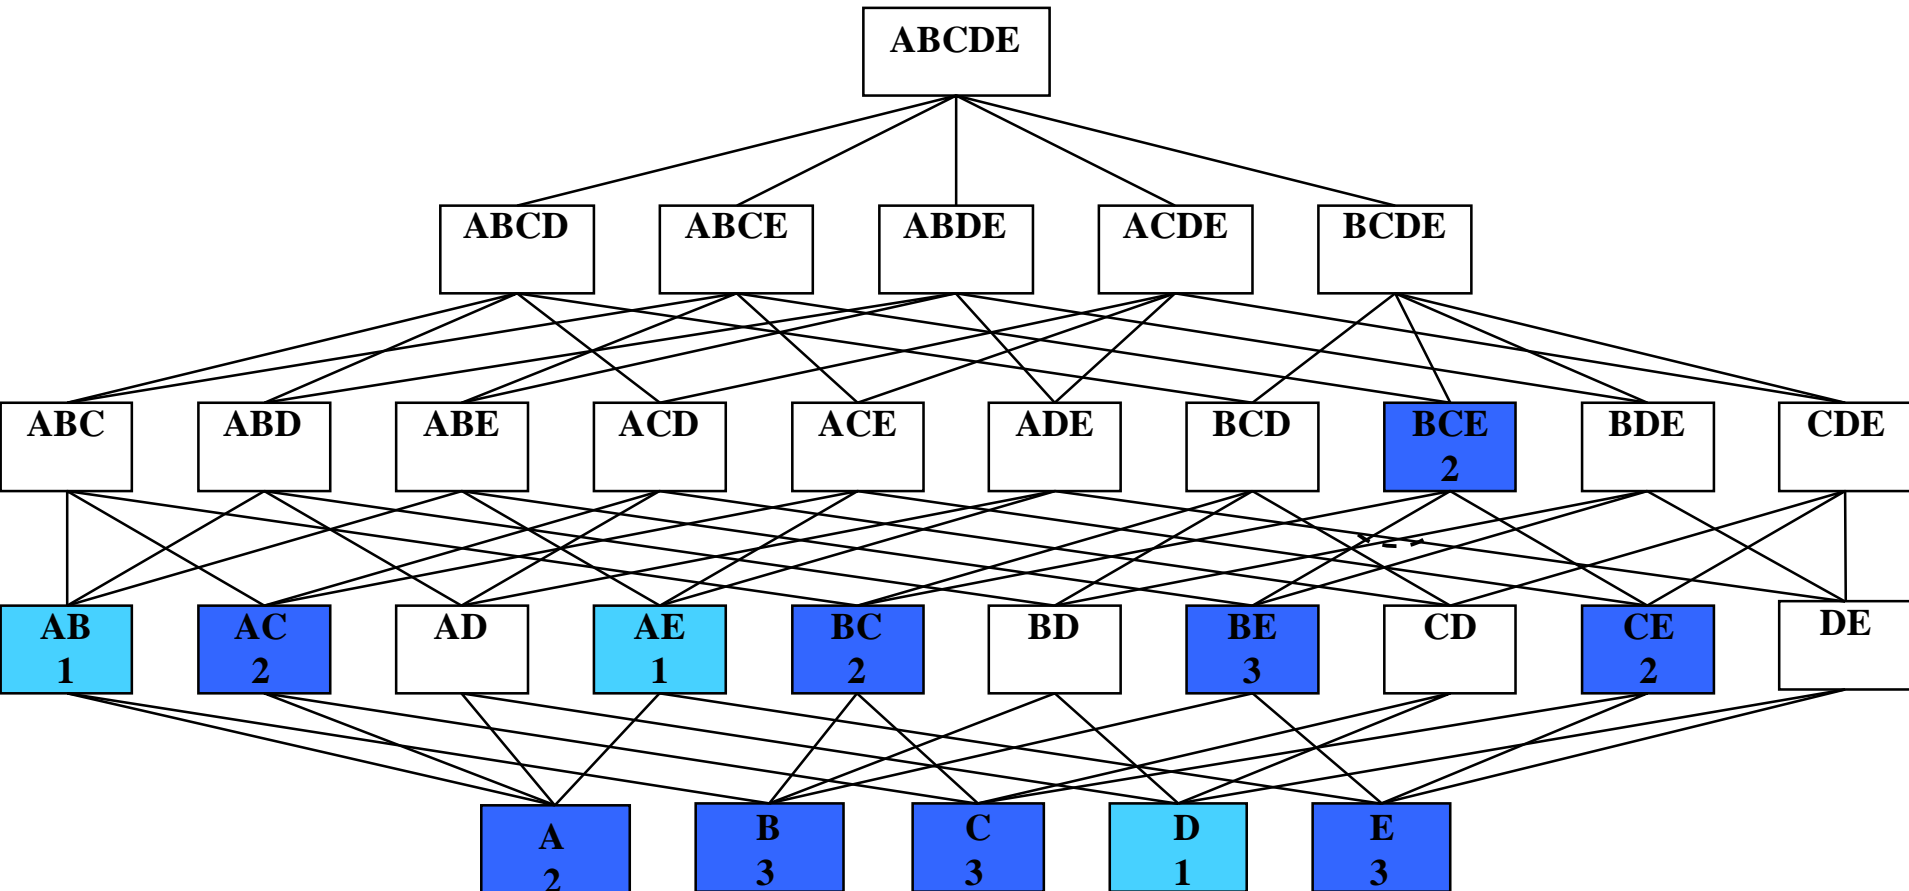 ABCDE
ABCD ABCE ABDE ACDE BCDE
ABC ABD ABE ACD ACE ADE BCD BCE BDE CDE
2
AB AC AD AE BC BD BE CD CE DE
1 2 1 2 3 2
A B C D E
2 3 3 1 3